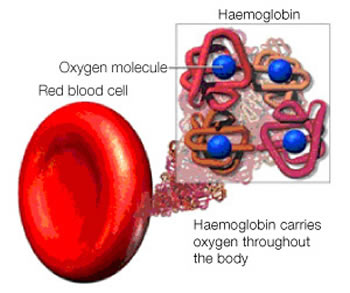 Haemoglobin
Oxygen molecule
Red blood cell
Haemoglobin carries
oxygen throughout
the body